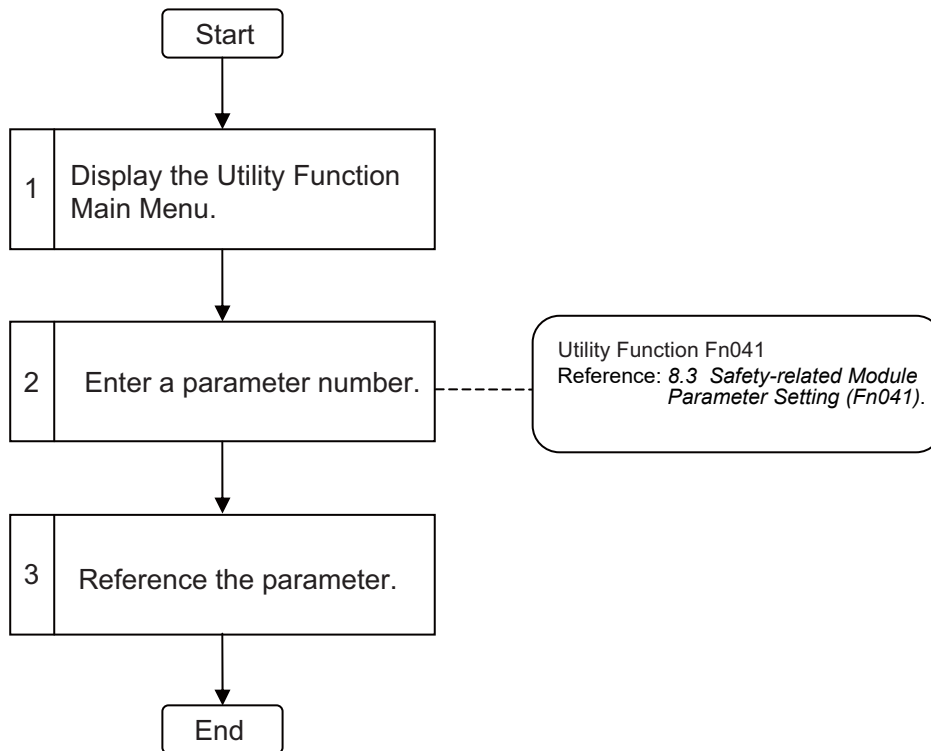 Start
1
Display the Utility Function
Main Menu.
2
Enter a parameter number.
Utility Function Fn041
Reference: 8.3 Safety-related Module
Parameter Setting (Fn041).
3
Reference the parameter.
End